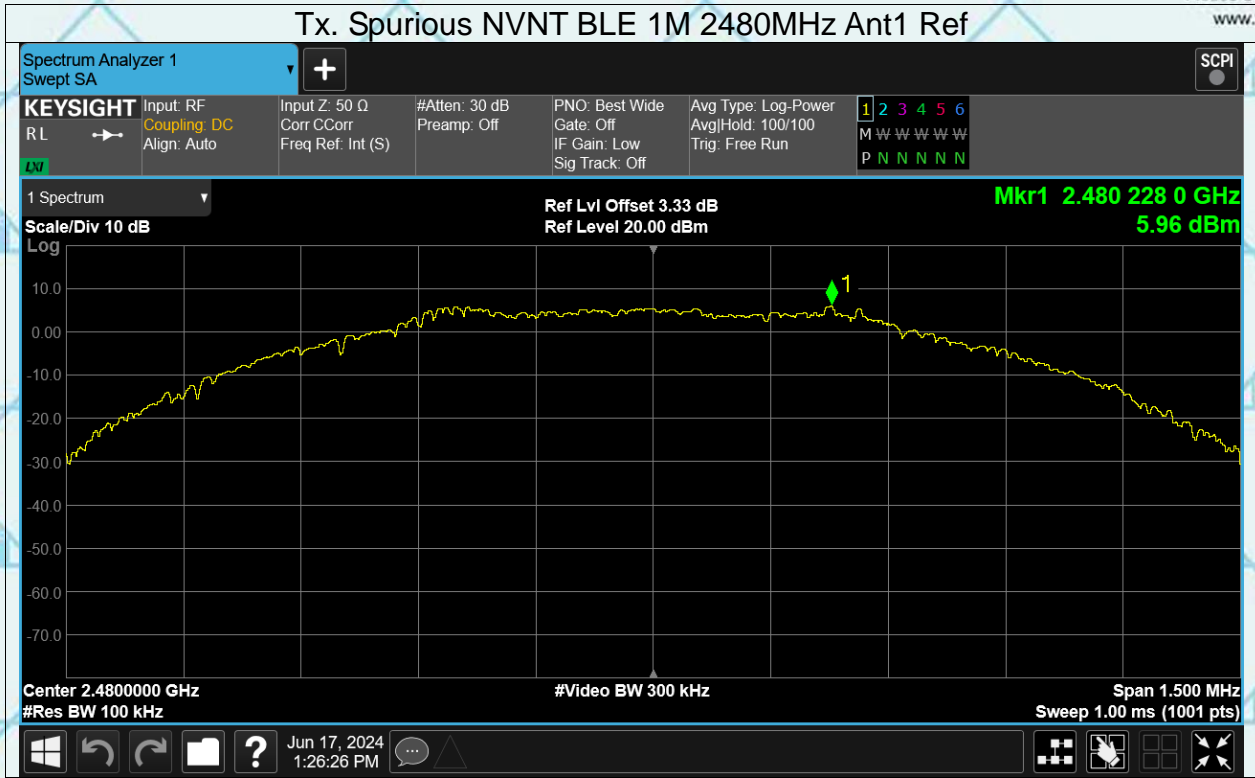 www.
Tx. Spurious NVNT BLE 1M 2480MHz Ant1 Ref
Spectrum Analyzer 1
Swept SA
+
SCPI
KEYSIGHT
RL
LXI
Input: RF
Coupling: DC
Align: Auto
Input Z: 50 Ω
Corr CCorr
Freq Ref: Int (S)
#Atten: 30 dB
Preamp: Off
PNO: Best Wide
Gate: Off
IF Gain: Low
Sig Track: Off
Avg Type: Log-Power
Avg|Hold: 100/100
Trig: Free Run
1 2 3 4 5 6
M W W W W W W
P N N N N N N
1 Spectrum
Scale/Div 10 dB
Log
Ref Lvl Offset 3.33 dB
Ref Level 20.00 dBm
Mkr1 2.480 228 0 GHz
5.96 dBm
1
10.0
0.00
-10.0
-20.0
-30.0
-40.0
-50.0
-60.0
-70.0
Center 2.4800000 GHz
#Res BW 100 kHz
#Video BW 300 kHz
Span 1.500 MHz
Sweep 1.00 ms (1001 pts)
?
Jun 17, 2024
1:26:26 PM